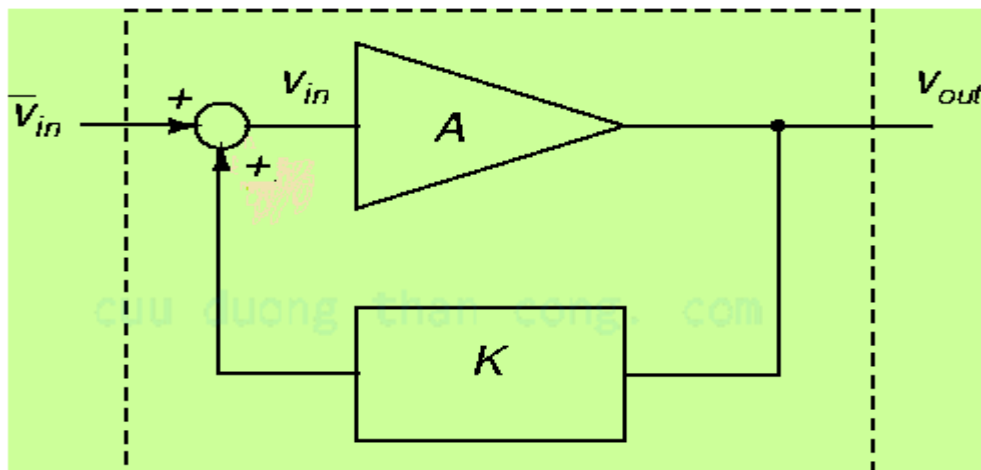 v̅in
+
vin
A
vout
+
cuu duong than cong. com
K